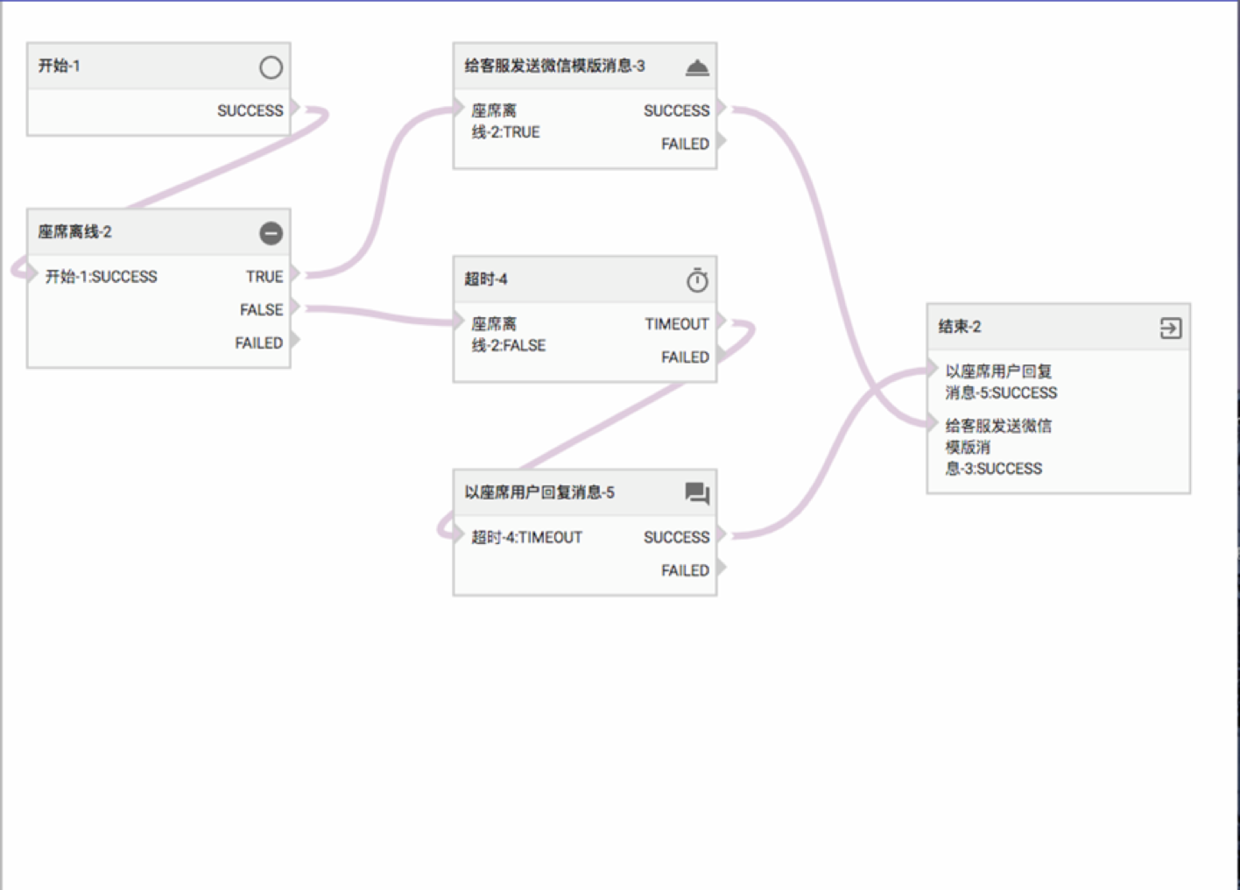 开始-1
SUCCESS
座席离线-2
开始-1:SUCCESS
TRUE
FALSE
FAILED
给客服发送微信模版消息-3
座席离
线-2:TRUE
SUCCESS
FAILED
超时-4
座席离
线-2:FALSE
TIMEOUT
FAILED
以座席用户回复消息-5
超时-4:TIMEOUT
SUCCESS
FAILED
结束-2
以座席用户回复
消息-5:SUCCESS
给客服发送微信
模版消
息-3:SUCCESS